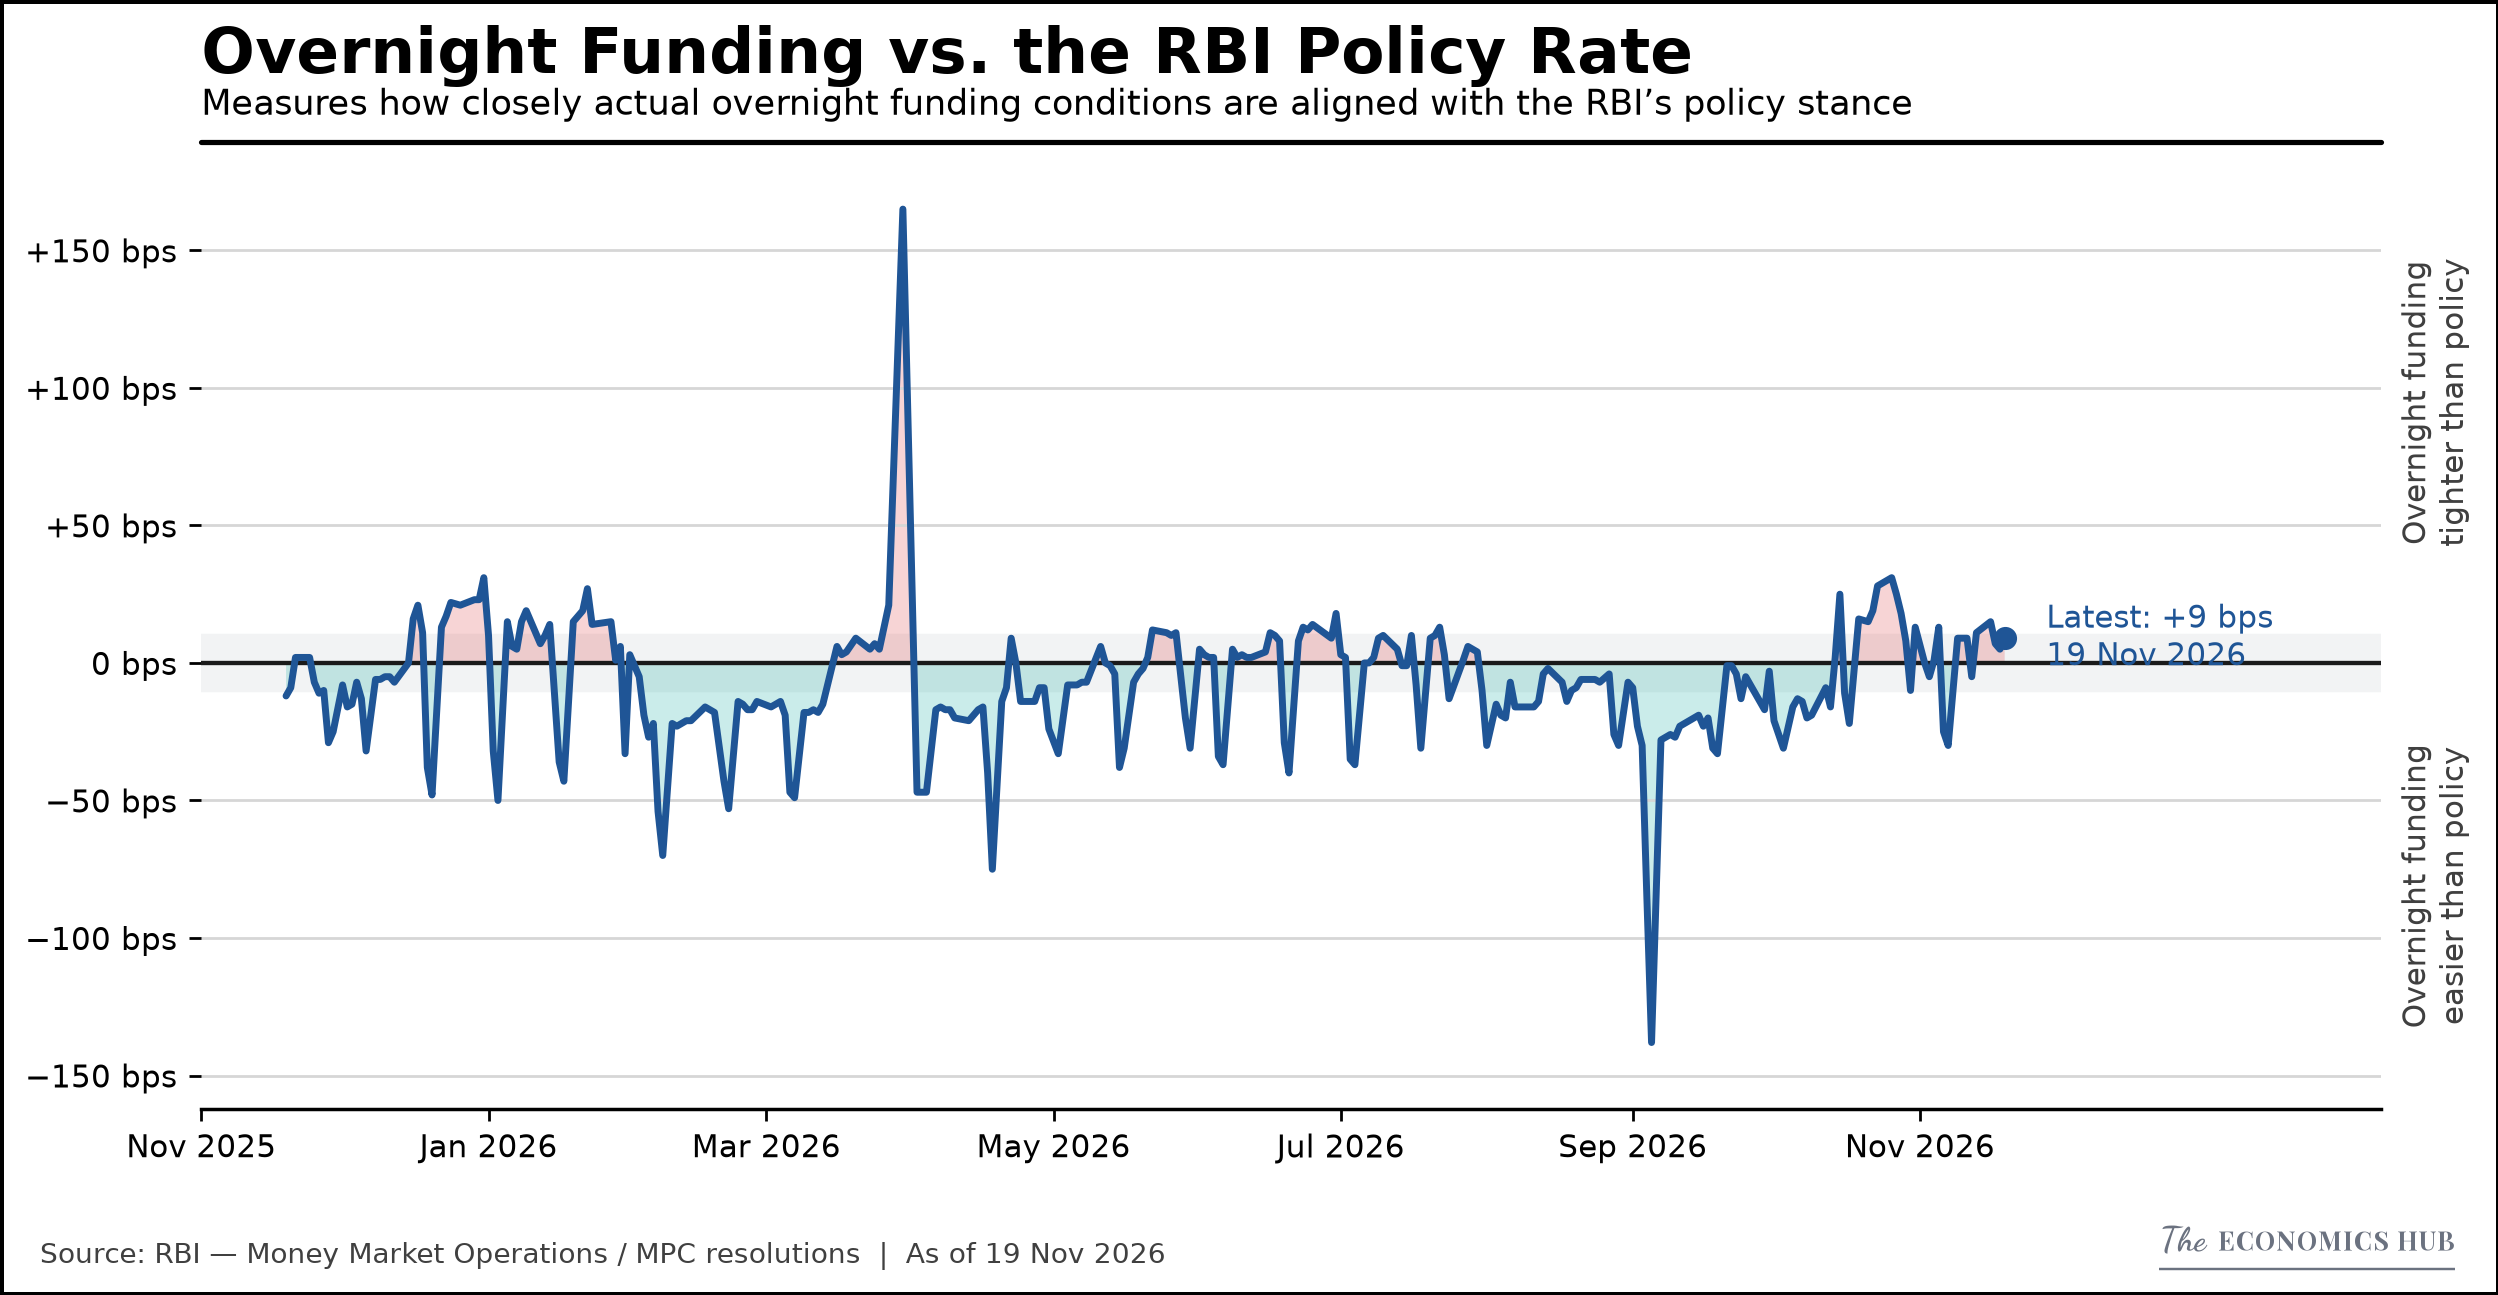 Overnight Funding vs. the RBI Policy Rate
Measures how closely actual overnight funding conditions are aligned with the RBI’s policy stance
+150 bps
+100 bps
+50 bps
0 bps
−50 bps
−100 bps
−150 bps
Overnight funding
tighter than policy
Latest: +9 bps
19 Nov 2026
Overnight funding
easier than policy
Nov 2025
Jan 2026
Mar 2026
May 2026
Jul 2026
Sep 2026
Nov 2026
Source: RBI — Money Market Operations / MPC resolutions | As of 19 Nov 2026
The ECONOMICS HUB